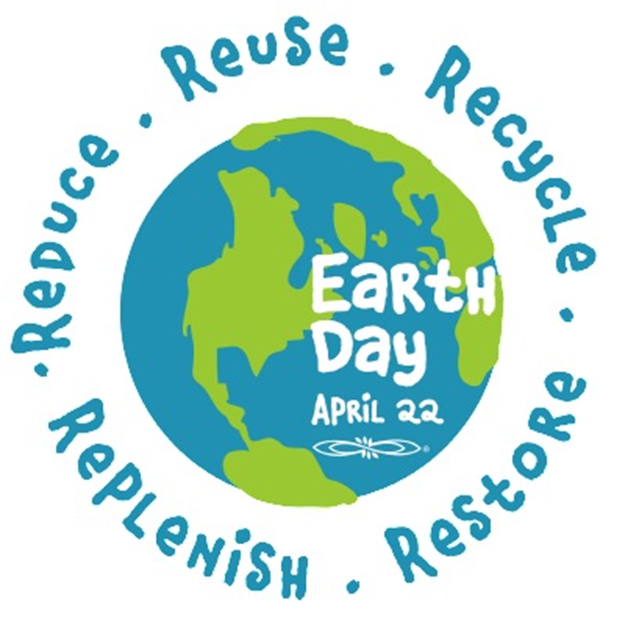 Reduce . Reuse . Recycle .
Replenish . Restore
Earth
Day
April 22
®